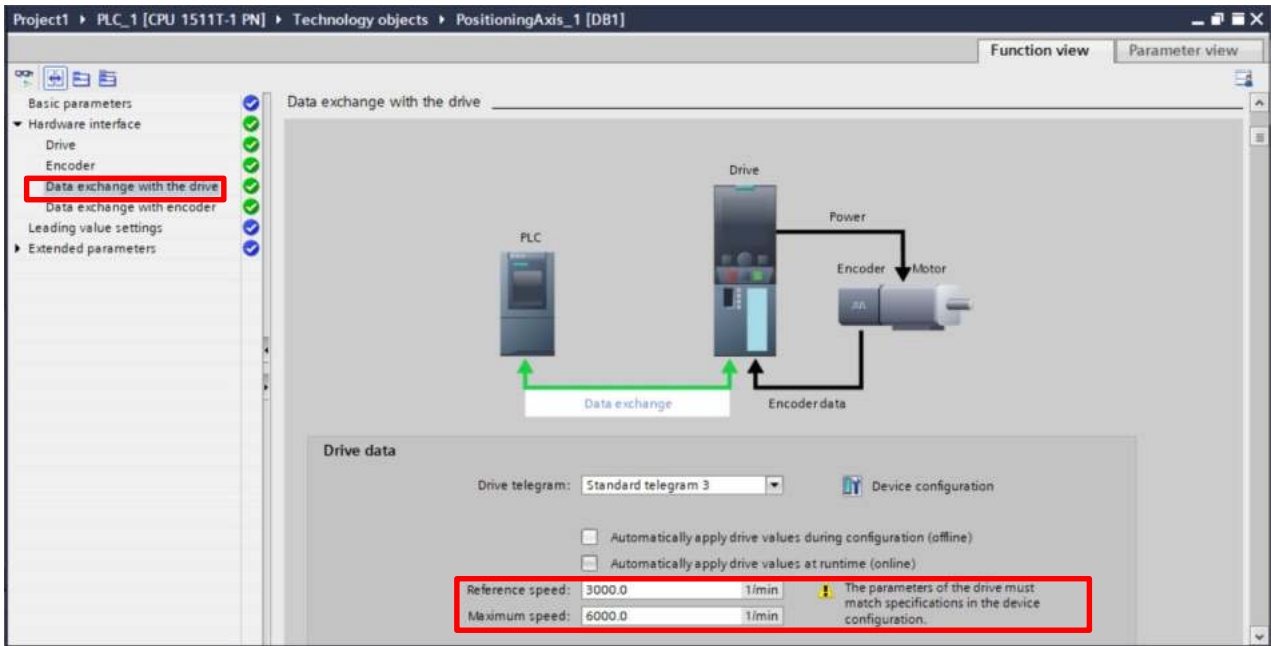 Project1 ▸ PLC_1 [CPU 1511T-1 PN] ▸ Technology objects ▸ PositioningAxis_1 [DB1]
Function view
Parameter view
Basic parameters
Hardware interface
Drive
Encoder
Data exchange with the drive
Data exchange with encoder
Leading value settings
Extended parameters
Data exchange with the drive
Drive
Power
PLC
Encoder
Motor
Data exchange
Encoder data
Drive data
Drive telegram: Standard telegram 3
Device configuration
Automatically apply drive values during configuration (offline)
Automatically apply drive values at runtime (online)
Reference speed: 3000.0 1/min
Maximum speed: 6000.0 1/min
The parameters of the drive must
match specifications in the device
configuration.